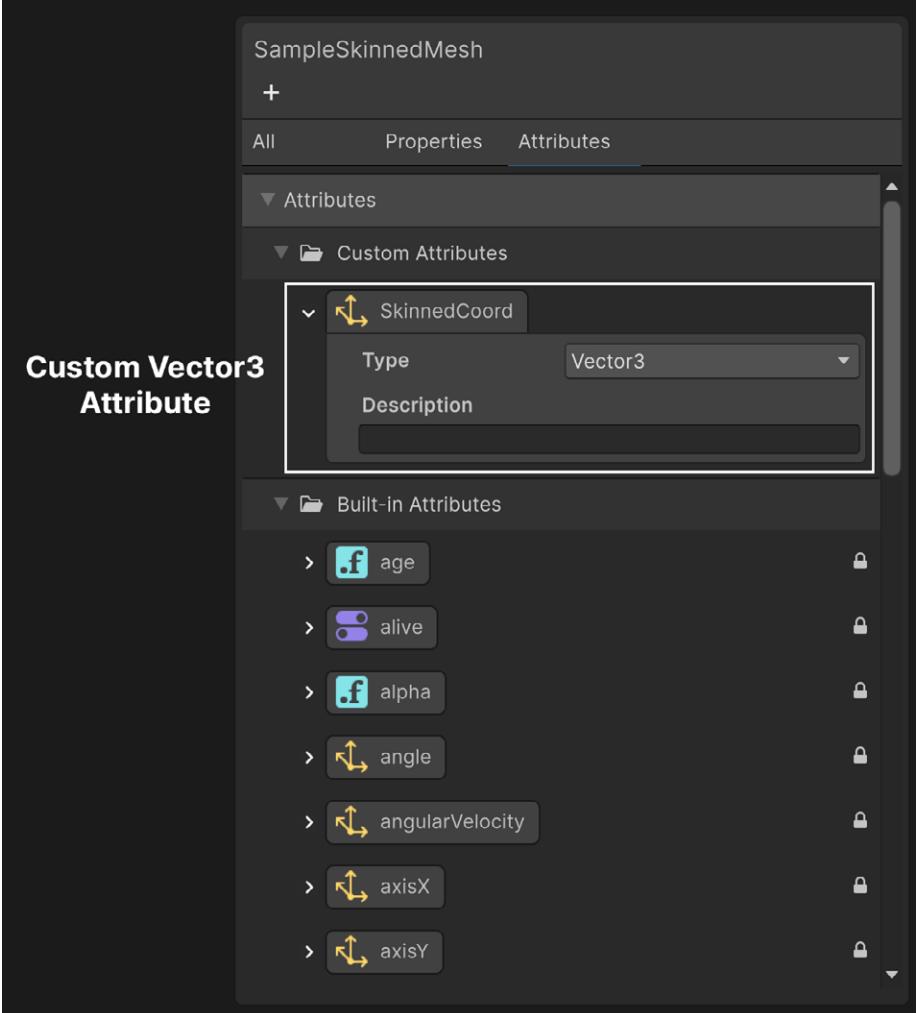 SampleSkinnedMesh
+
All Properties Attributes
Attributes
Custom Attributes
SkinnedCoord
Custom Vector3
Attribute
Type Vector3
Description
Built-in Attributes
.f age
alive
.f alpha
angle
angularVelocity
axisX
axisY